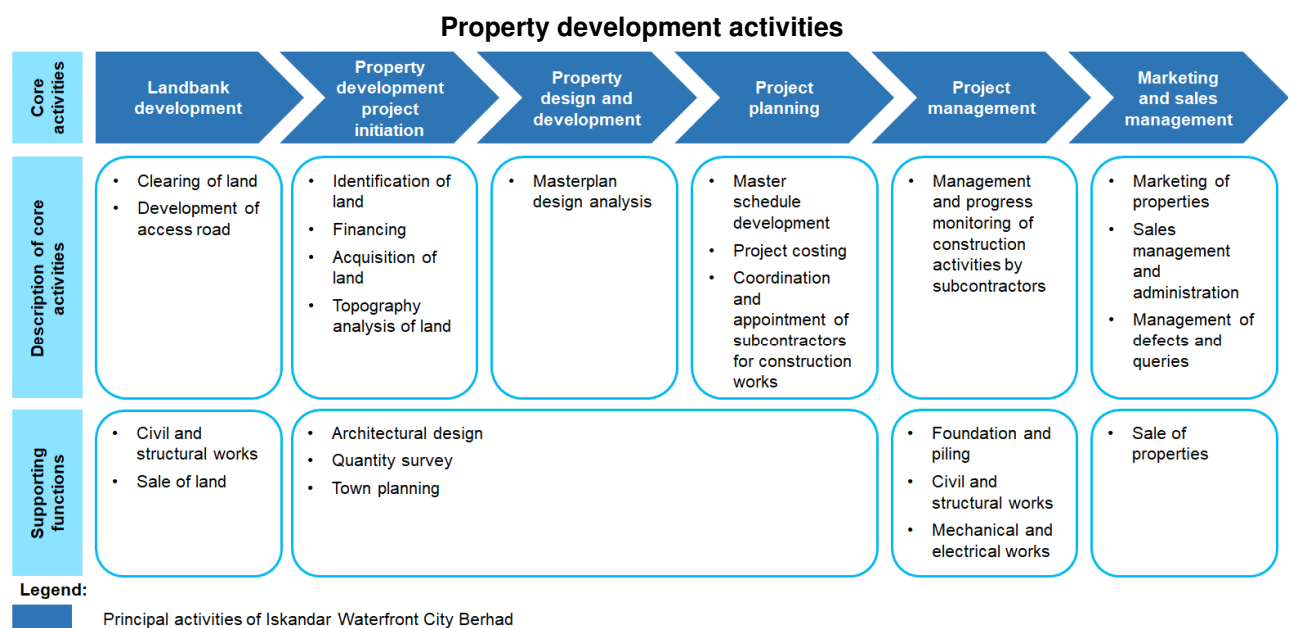 Property development activities
Core
activities
Landbank
development
Property
development
project
initiation
Property
design and
development
Project
planning
Project
management
Marketing
and sales
management
Description of core
activities
• Clearing of land
• Development of
access road
• Identification of
land
• Financing
• Acquisition of
land
• Topography
analysis of land
• Masterplan
design analysis
• Master
schedule
development
• Project costing
• Coordination
and
appointment of
subcontractors
for construction
works
• Management
and progress
monitoring of
construction
activities by
subcontractors
• Marketing of
properties
• Sales
management
and
administration
• Management of
defects and
queries
Supporting
functions
• Civil and
structural works
• Sale of land
• Architectural design
• Quantity survey
• Town planning
• Foundation and
piling
• Civil and
structural works
• Mechanical and
electrical works
• Sale of
properties
Legend:
Principal activities of Iskandar Waterfront City Berhad